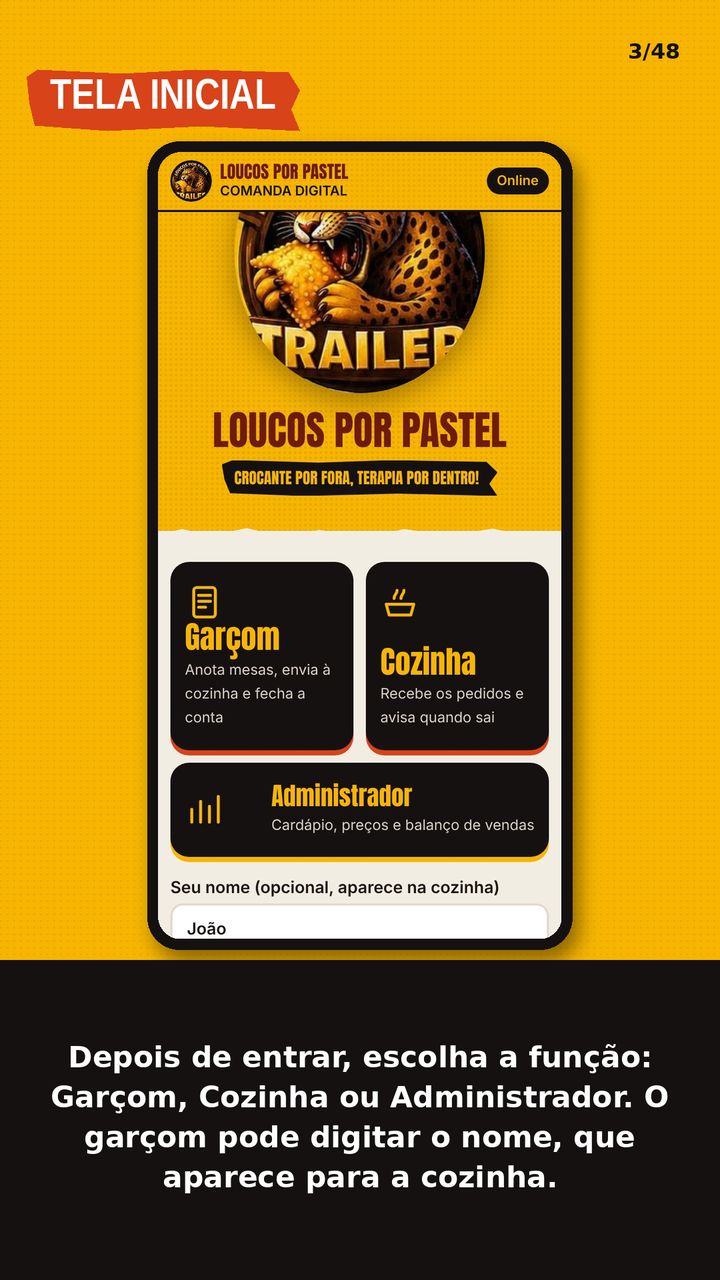 3/48
TELA INICIAL
LOUCOS POR PASTEL
COMANDA DIGITAL
Online
TRAILER
LOUCOS POR PASTEL
CROCANTE POR FORA, TERAPIA POR DENTRO!
Garçom
Anota mesas, envia à
cozinha e fecha a
conta
Cozinha
Recebe os pedidos e
avisa quando sai
Administrador
Cardápio, preços e balanço de vendas
Seu nome (opcional, aparece na cozinha)
João
Depois de entrar, escolha a função:
Garçom, Cozinha ou Administrador. O
garçom pode digitar o nome, que
aparece para a cozinha.